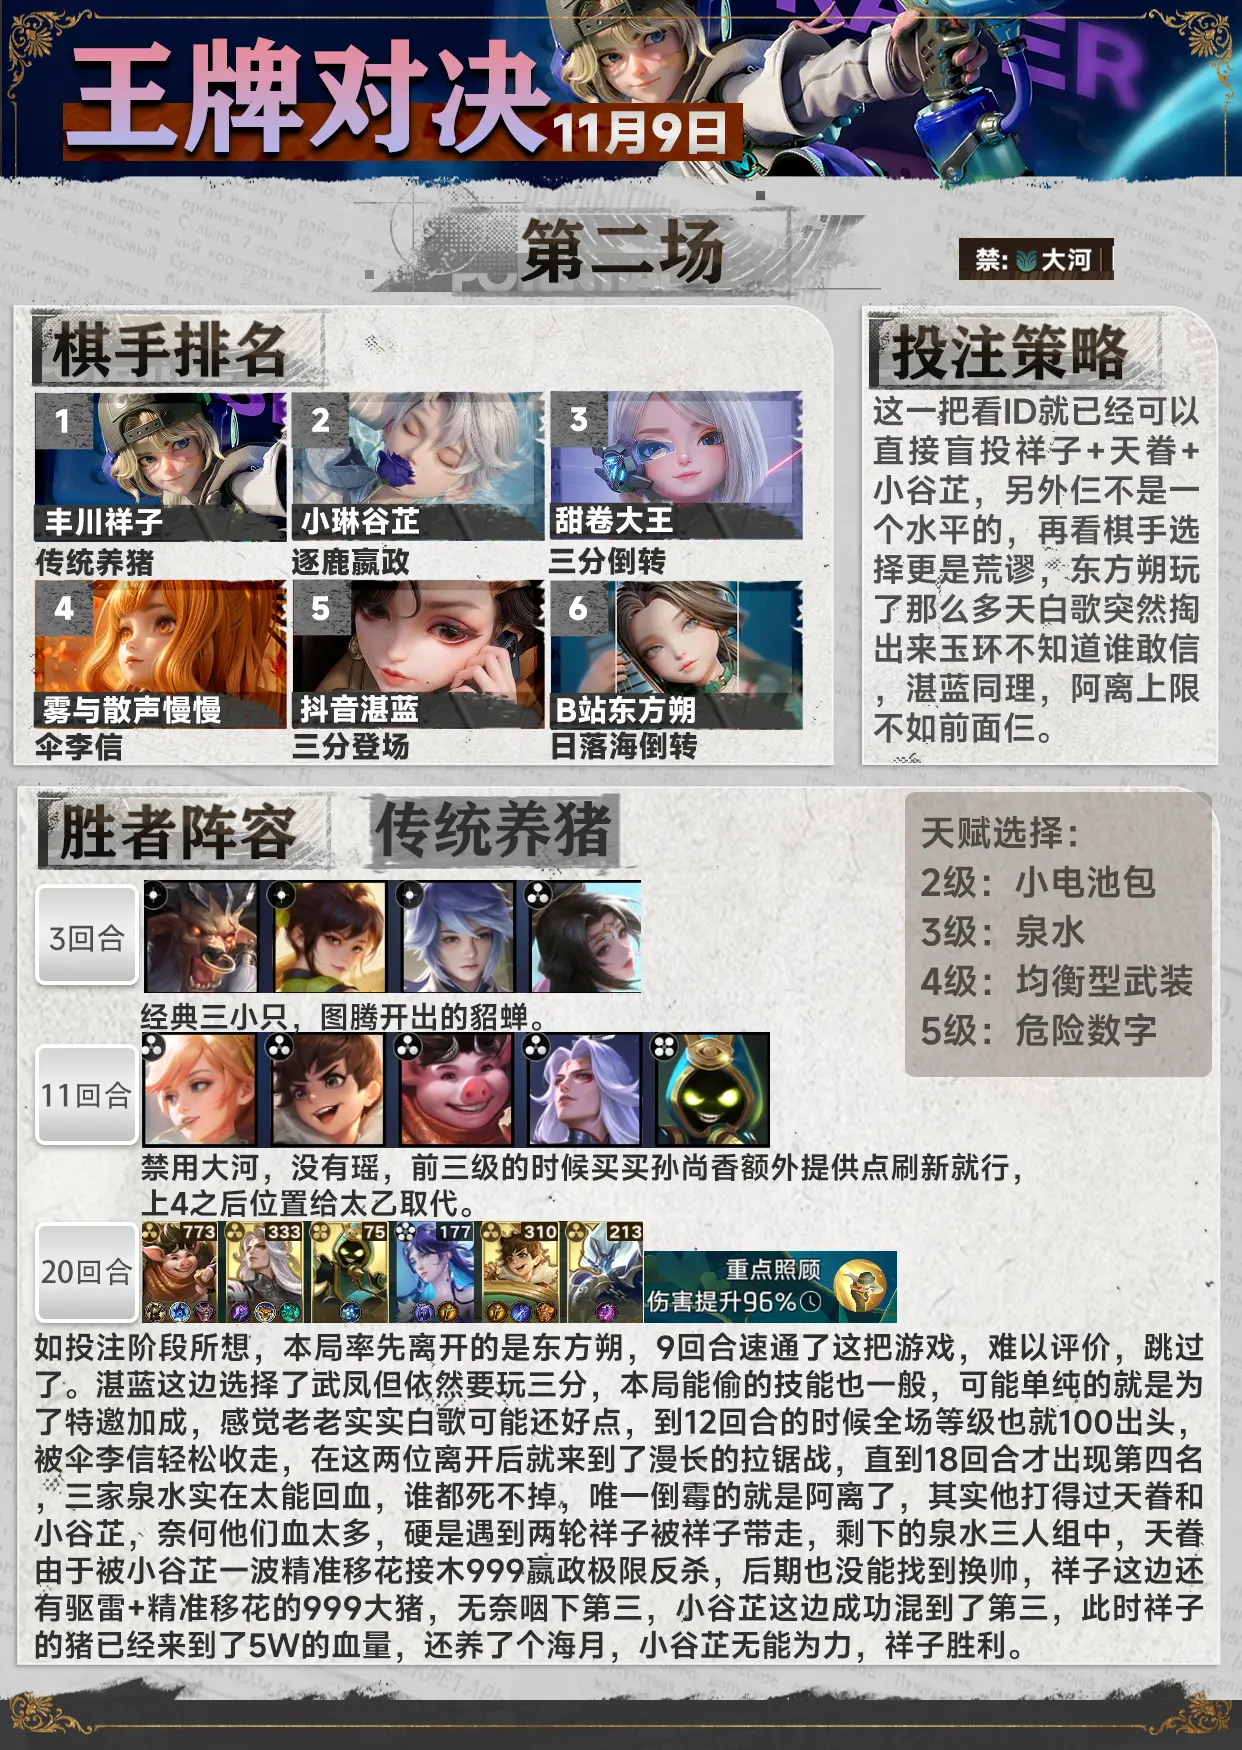 王牌对决
11月9日
第二场
禁: 大河
棋手排名
1
2
3
丰川祥子
小琳谷芷
甜卷大王
传统养猪
逐鹿嬴政
三分倒转
4
5
6
雾与散声慢慢
抖音湛蓝
B站东方朔
伞李信
三分登场
日落海倒转
投注策略
这一把看ID就已经可以
直接盲投祥子+天眷+
小谷芷，另外仨不是一
个水平的，再看棋手选
择更是荒谬，东方朔玩
了那么多天白歌突然掏
出来玉环不知道谁敢信
，湛蓝同理，阿离上限
不如前面仨。
胜者阵容
传统养猪
天赋选择：
2级：小电池包
3级：泉水
4级：均衡型武装
5级：危险数字
3回合
经典三小只，图腾开出的貂蝉。
11回合
禁用大河，没有瑶，前三级的时候买买孙尚香额外提供点刷新就行，
上4之后位置给太乙取代。
20回合
773
333
75
177
310
213
重点照顾
伤害提升96%
如投注阶段所想，本局率先离开的是东方朔，9回合速通了这把游戏，难以评价，跳过
了。湛蓝这边选择了武凤但依然要玩三分，本局能偷的技能也一般，可能单纯的就是为
了特邀加成，感觉老老实实白歌可能还好点，到12回合的时候全场等级也就100出头，
被伞李信轻松收走，在这两位离开后就来到了漫长的拉锯战，直到18回合才出现第四名
，三家泉水实在太能回血，谁都死不掉，唯一倒霉的就是阿离了，其实他打得过天眷和
小谷芷，奈何他们血太多，硬是遇到两轮祥子被祥子带走，剩下的泉水三人组中，天眷
由于被小谷芷一波精准移花接木999嬴政极限反杀，后期也没能找到换帅，祥子这边还
有驱雷+精准移花的999大猪，无奈咽下第三，小谷芷这边成功混到了第三，此时祥子
的猪已经来到了5W的血量，还养了个海月，小谷芷无能为力，祥子胜利。